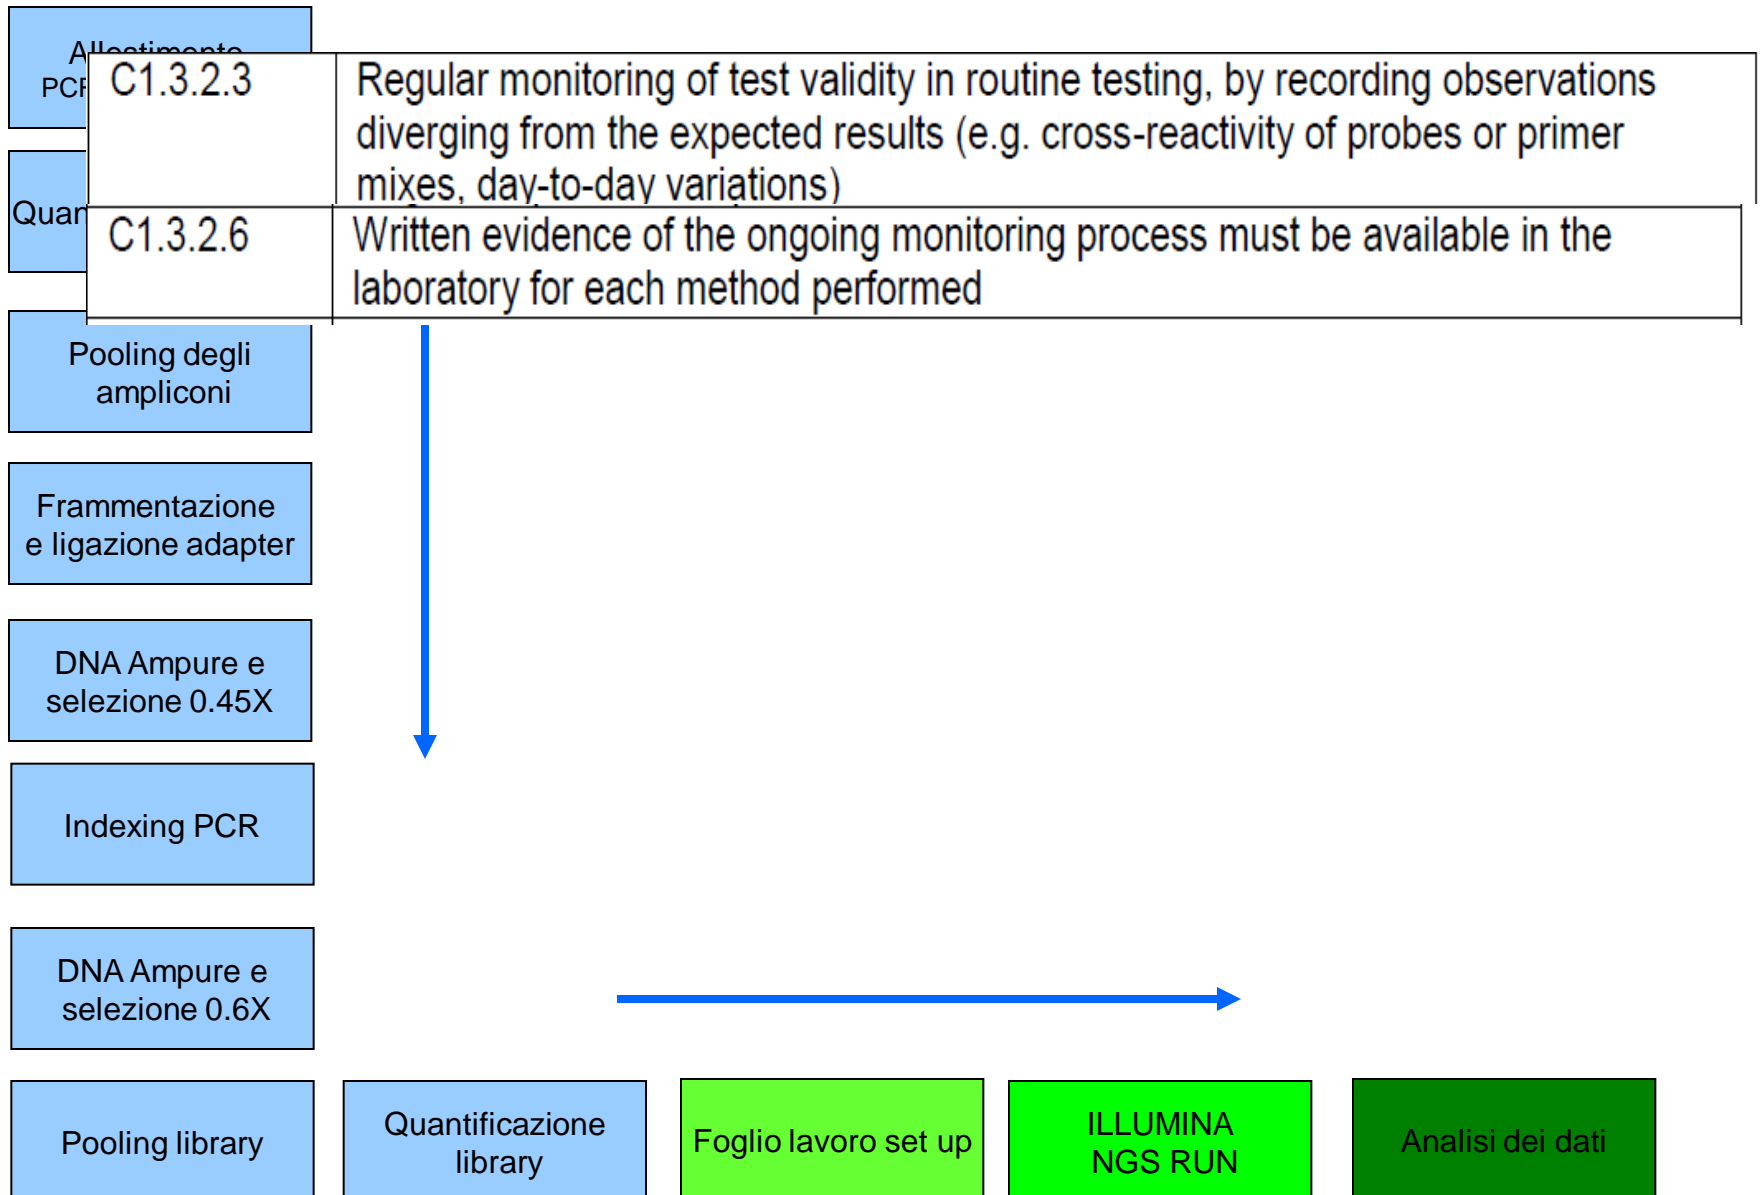 PCR
C1.3.2.3
Regular monitoring of test validity in routine testing, by recording observations
diverging from the expected results (e.g. cross-reactivity of probes or primer
mixes, day-to-day variations)
C1.3.2.6
Written evidence of the ongoing monitoring process must be available in the
laboratory for each method performed
Pooling degli
ampliconi
Frammentazione
e ligazione adapter
DNA Ampure e
selezione 0.45X
Indexing PCR
DNA Ampure e
selezione 0.6X
Pooling library
Quantificazione
library
Foglio lavoro set up
ILLUMINA
NGS RUN
Analisi dei dati